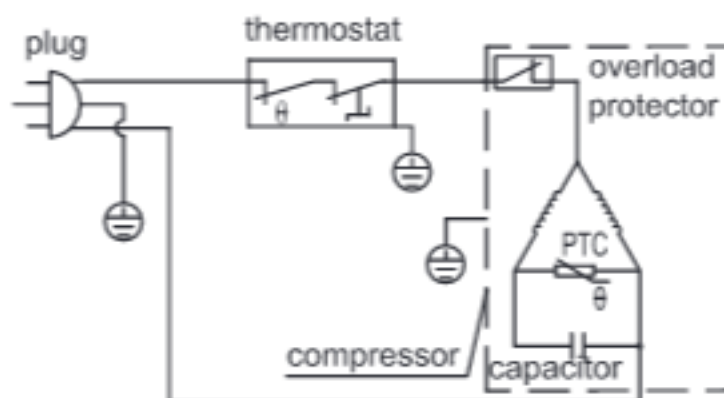 thermostat
plug
overload
protector
θ
PTC
θ
compressor
capacitor